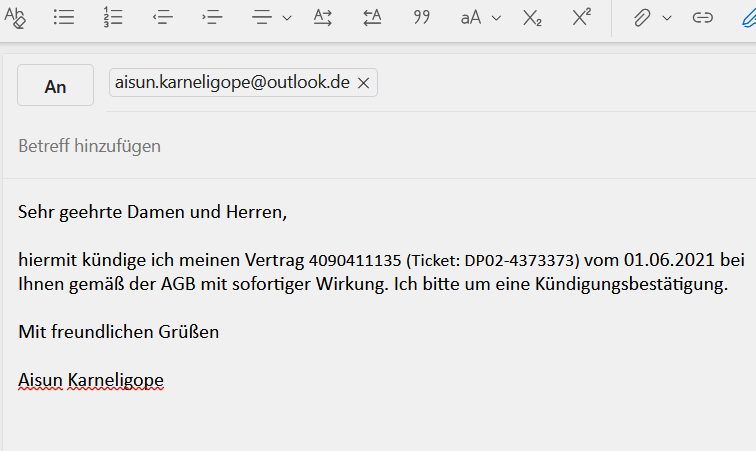 An
aisun.karneligope@outlook.de
Betreff hinzufügen
Sehr geehrte Damen und Herren,
hiermit kündige ich meinen Vertrag 4090411135 (Ticket: DP02-4373373) vom 01.06.2021 bei
Ihnen gemäß der AGB mit sofortiger Wirkung. Ich bitte um eine Kündigungsbestätigung.
Mit freundlichen Grüßen
Aisun Karneligope